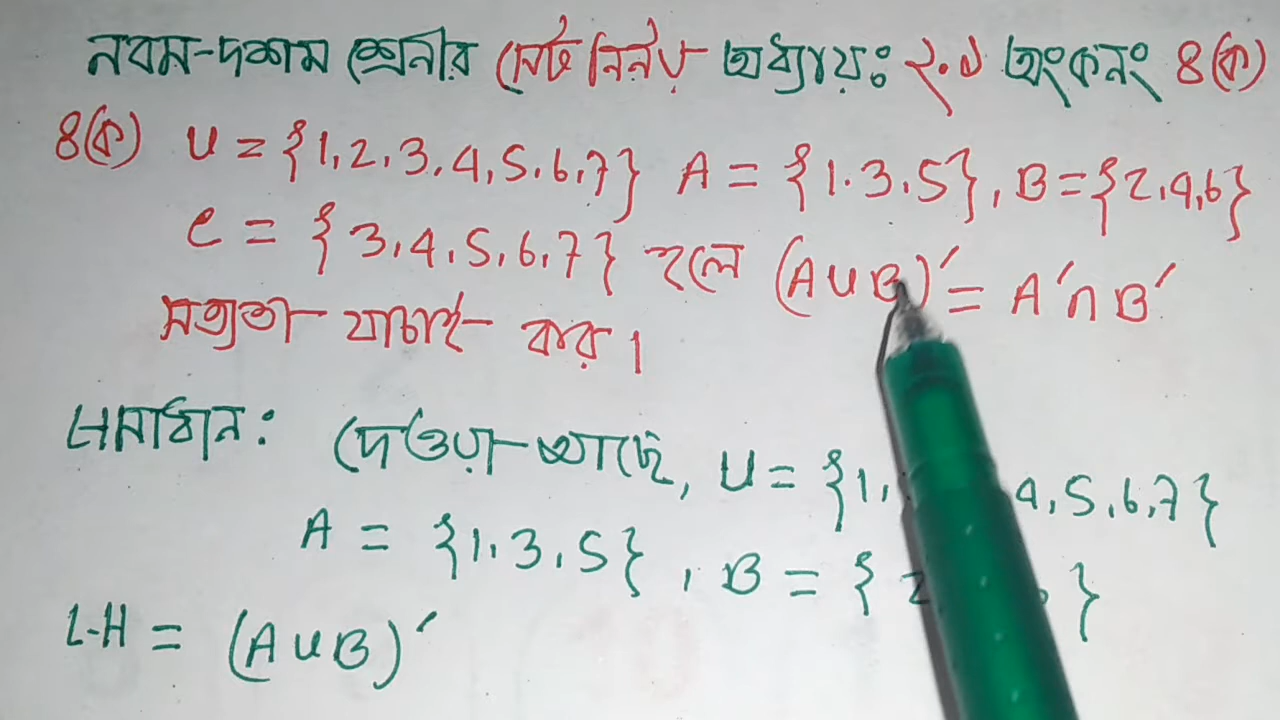 নবম-দশম শ্রেনীর সেট নির্নয় অধ্যায়ঃ ২.১ অংকনং ৪(ক)
৪(ক) U = {1, 2, 3, 4, 5, 6, 7} A = {1, 3, 5}, B = {2, 4, 6}
C = {3, 4, 5, 6, 7} হলে (A∪B)′ = A′∩B′
সত্যতা যাচাই কর।
সমাধান: দেওয়া আছে, U = {1, 4, 5, 6, 7}
A = {1, 3, 5}, B = {2 }
L-H = (A∪B)′